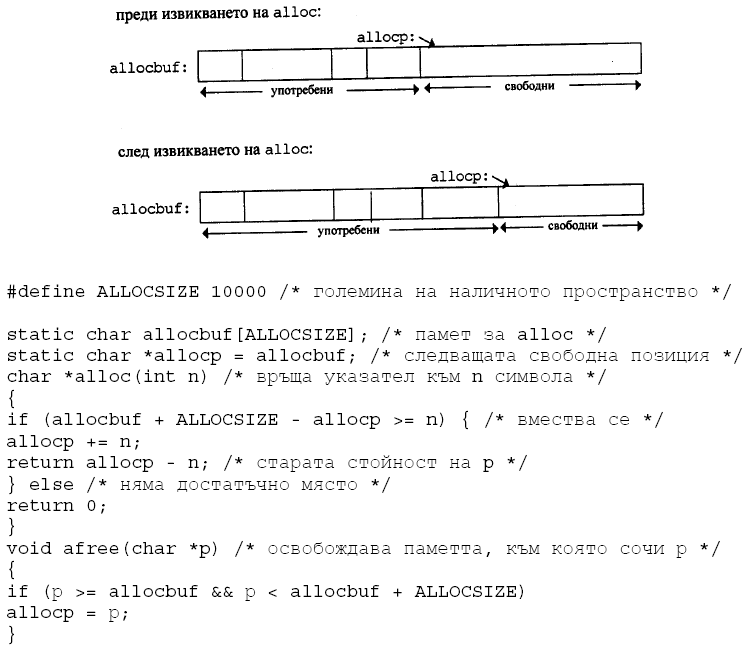 преди извикването на alloc:
allocp:
allocbuf:
употребени
свободни
след извикването на alloc:
allocp:
allocbuf:
употребени
свободни
#define ALLOCSIZE 10000 /* големина на наличното пространство */
static char allocbuf[ALLOCSIZE]; /* памет за alloc */
static char *allocp = allocbuf; /* следващата свободна позиция */
char *alloc(int n) /* връща указател към n символа */
{
if (allocbuf + ALLOCSIZE - allocp >= n) { /* вмества се */
allocp += n;
return allocp - n; /* старата стойност на p */
} else /* няма достатъчно място */
return 0;
}
void afree(char *p) /* освобождава паметта, към която сочи p */
{
if (p >= allocbuf && p < allocbuf + ALLOCSIZE)
allocp = p;
}